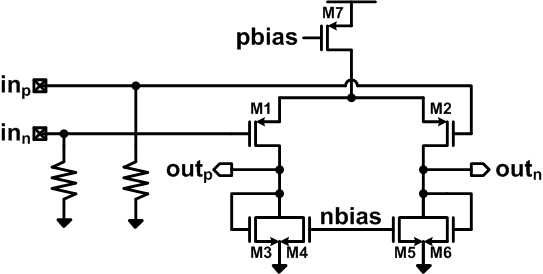 M7
pbias
inp
M1 M2
inn
outp outn
nbias
M3 M4 M5 M6